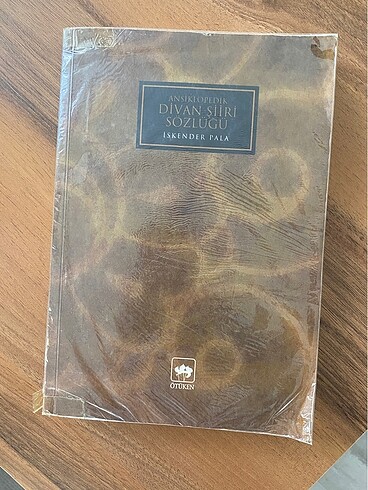 ANSİKLOPEDİK
DİVAN ŞİİRİ
SÖZLÜĞÜ
İSKENDER PALA
ÖTÜKEN